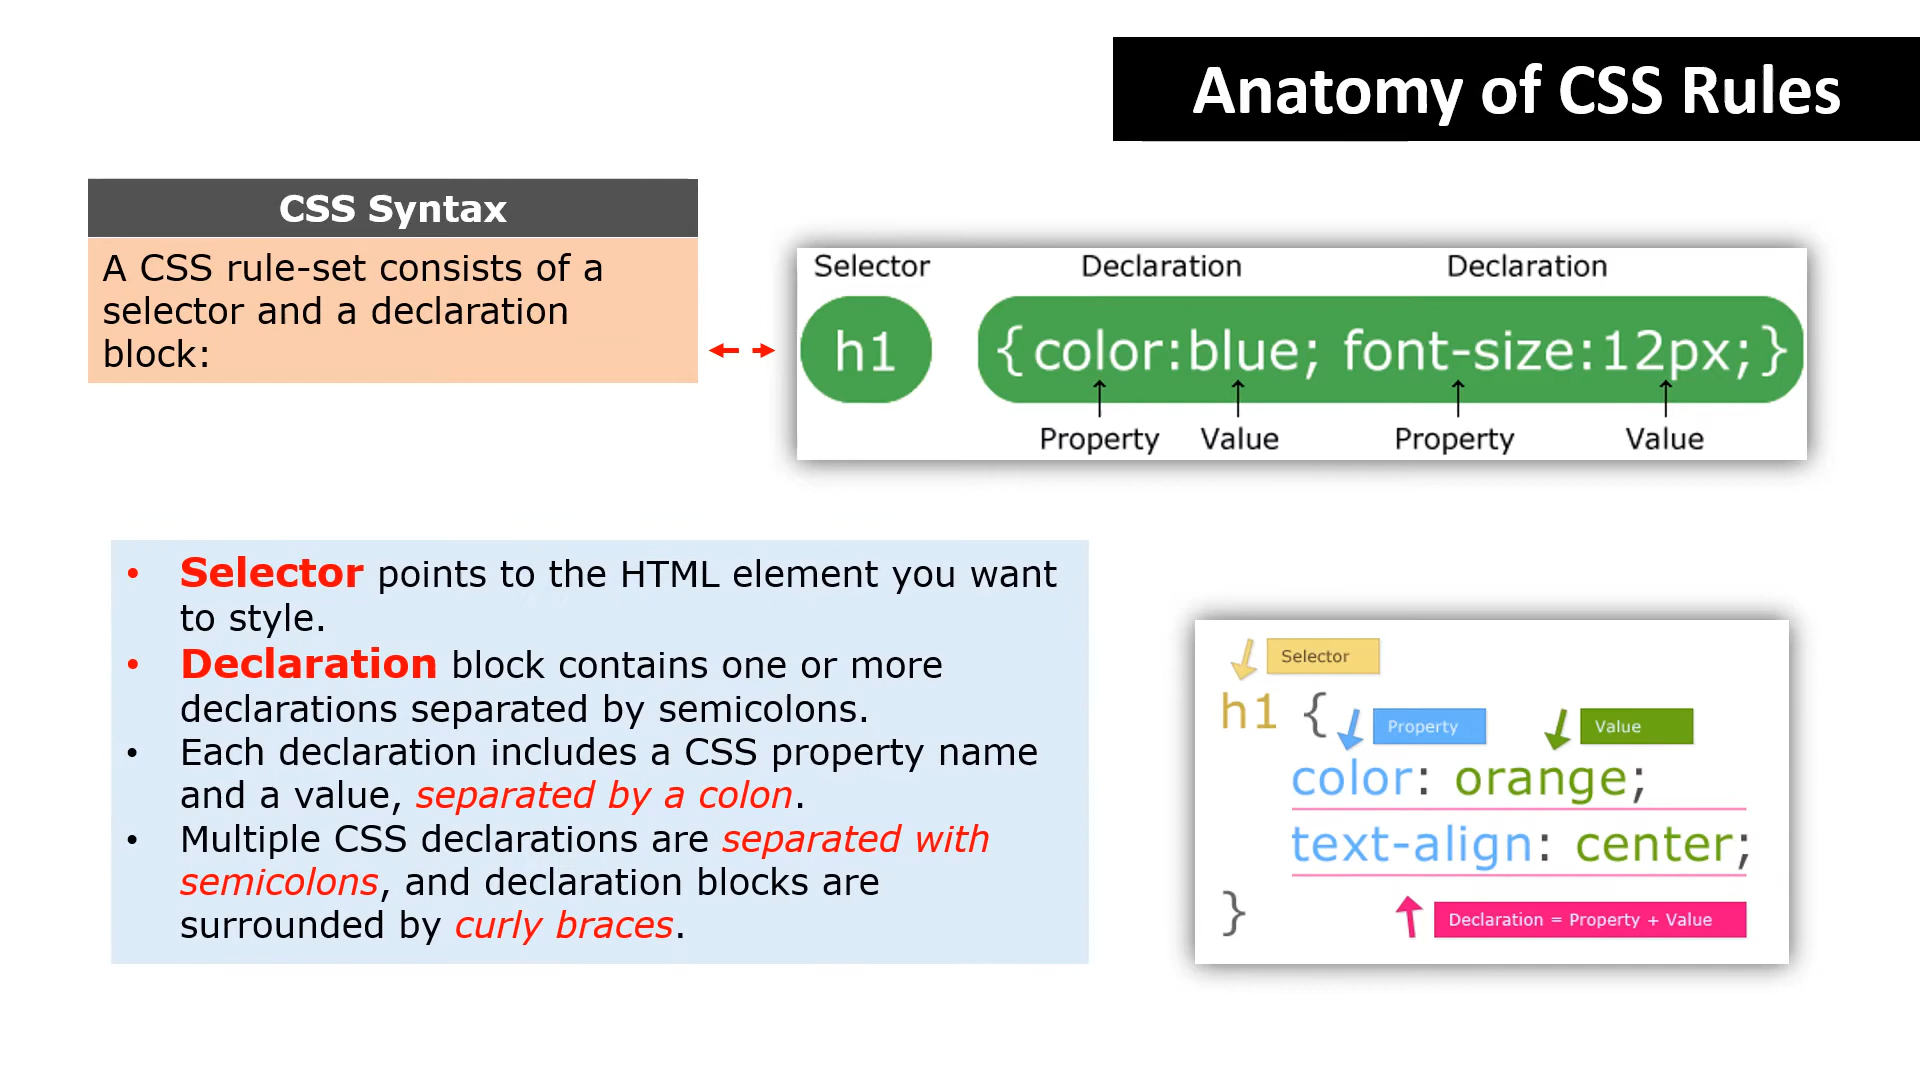 Anatomy of CSS Rules
CSS Syntax
A CSS rule-set consists of a
selector and a declaration
block:
Selector Declaration Declaration
h1 {color:blue; font-size:12px;}
Property Value Property Value
• Selector points to the HTML element you want
to style.
• Declaration block contains one or more
declarations separated by semicolons.
• Each declaration includes a CSS property name
and a value, separated by a colon.
• Multiple CSS declarations are separated with
semicolons, and declaration blocks are
surrounded by curly braces.
Selector
h1 {
Property Value
color: orange;
text-align: center;
}
Declaration = Property + Value